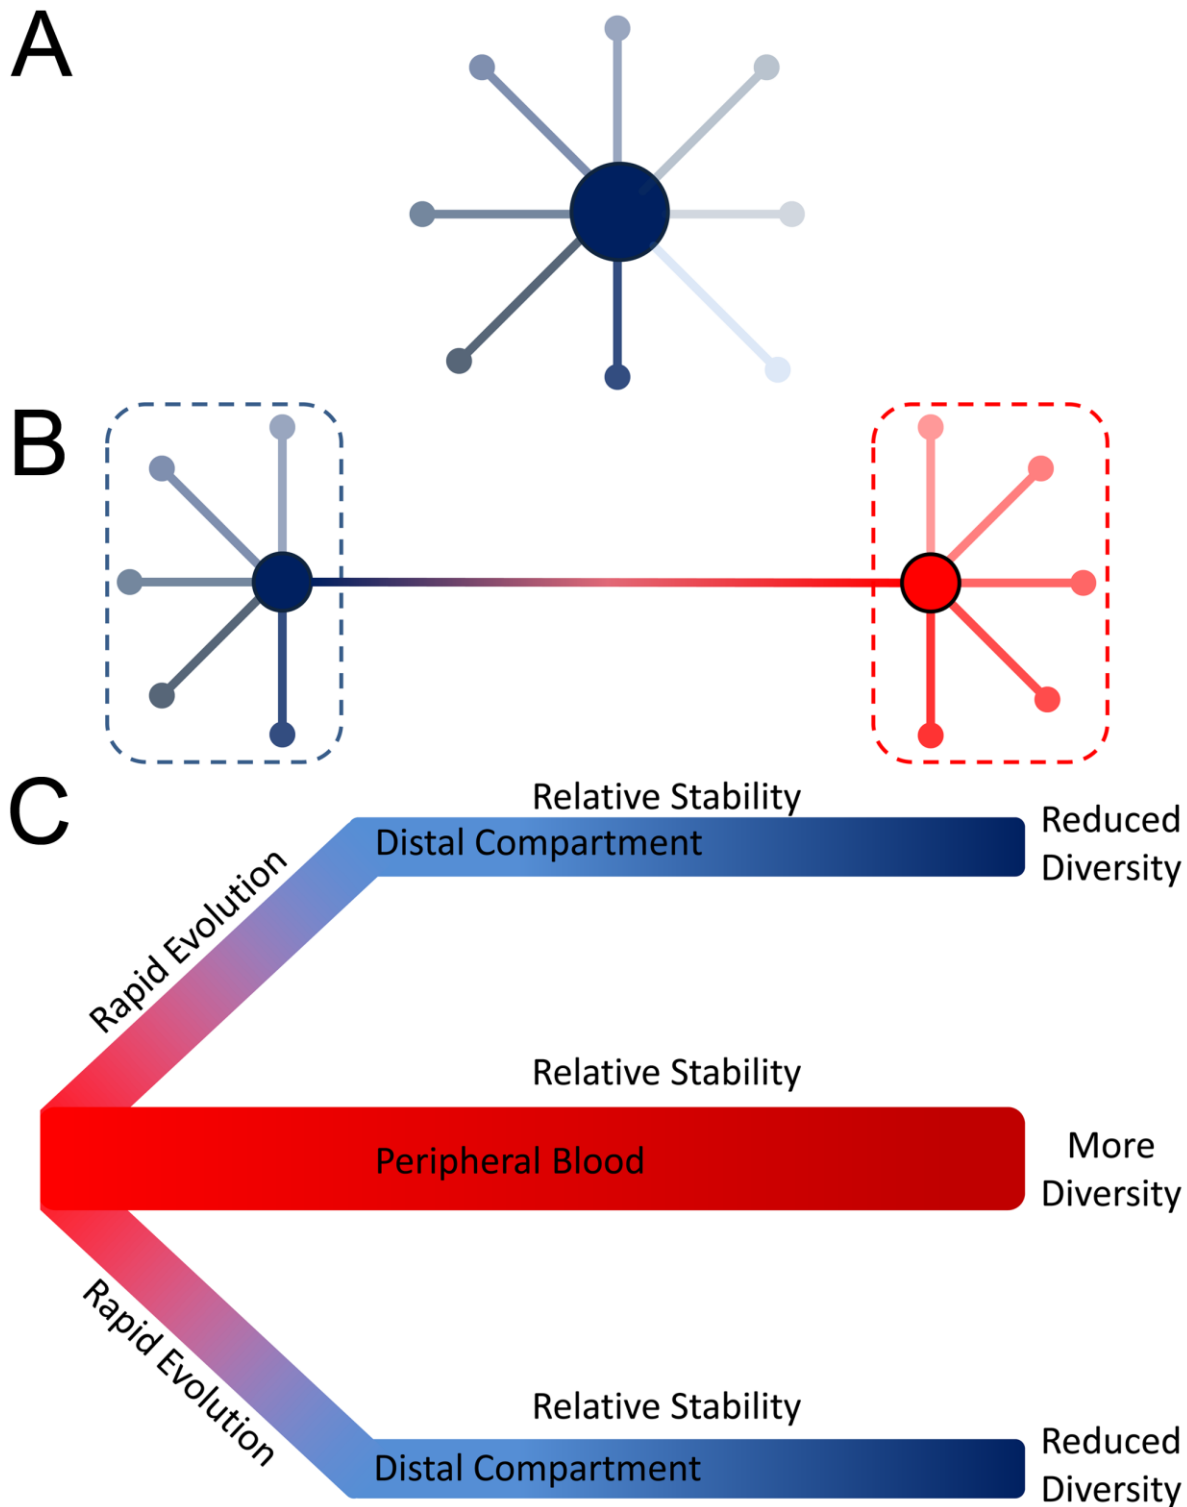 A
B
C
Relative Stability
Distal Compartment
Reduced
Diversity
Rapid Evolution
Relative Stability
Peripheral Blood
More
Diversity
Rapid Evolution
Relative Stability
Distal Compartment
Reduced
Diversity